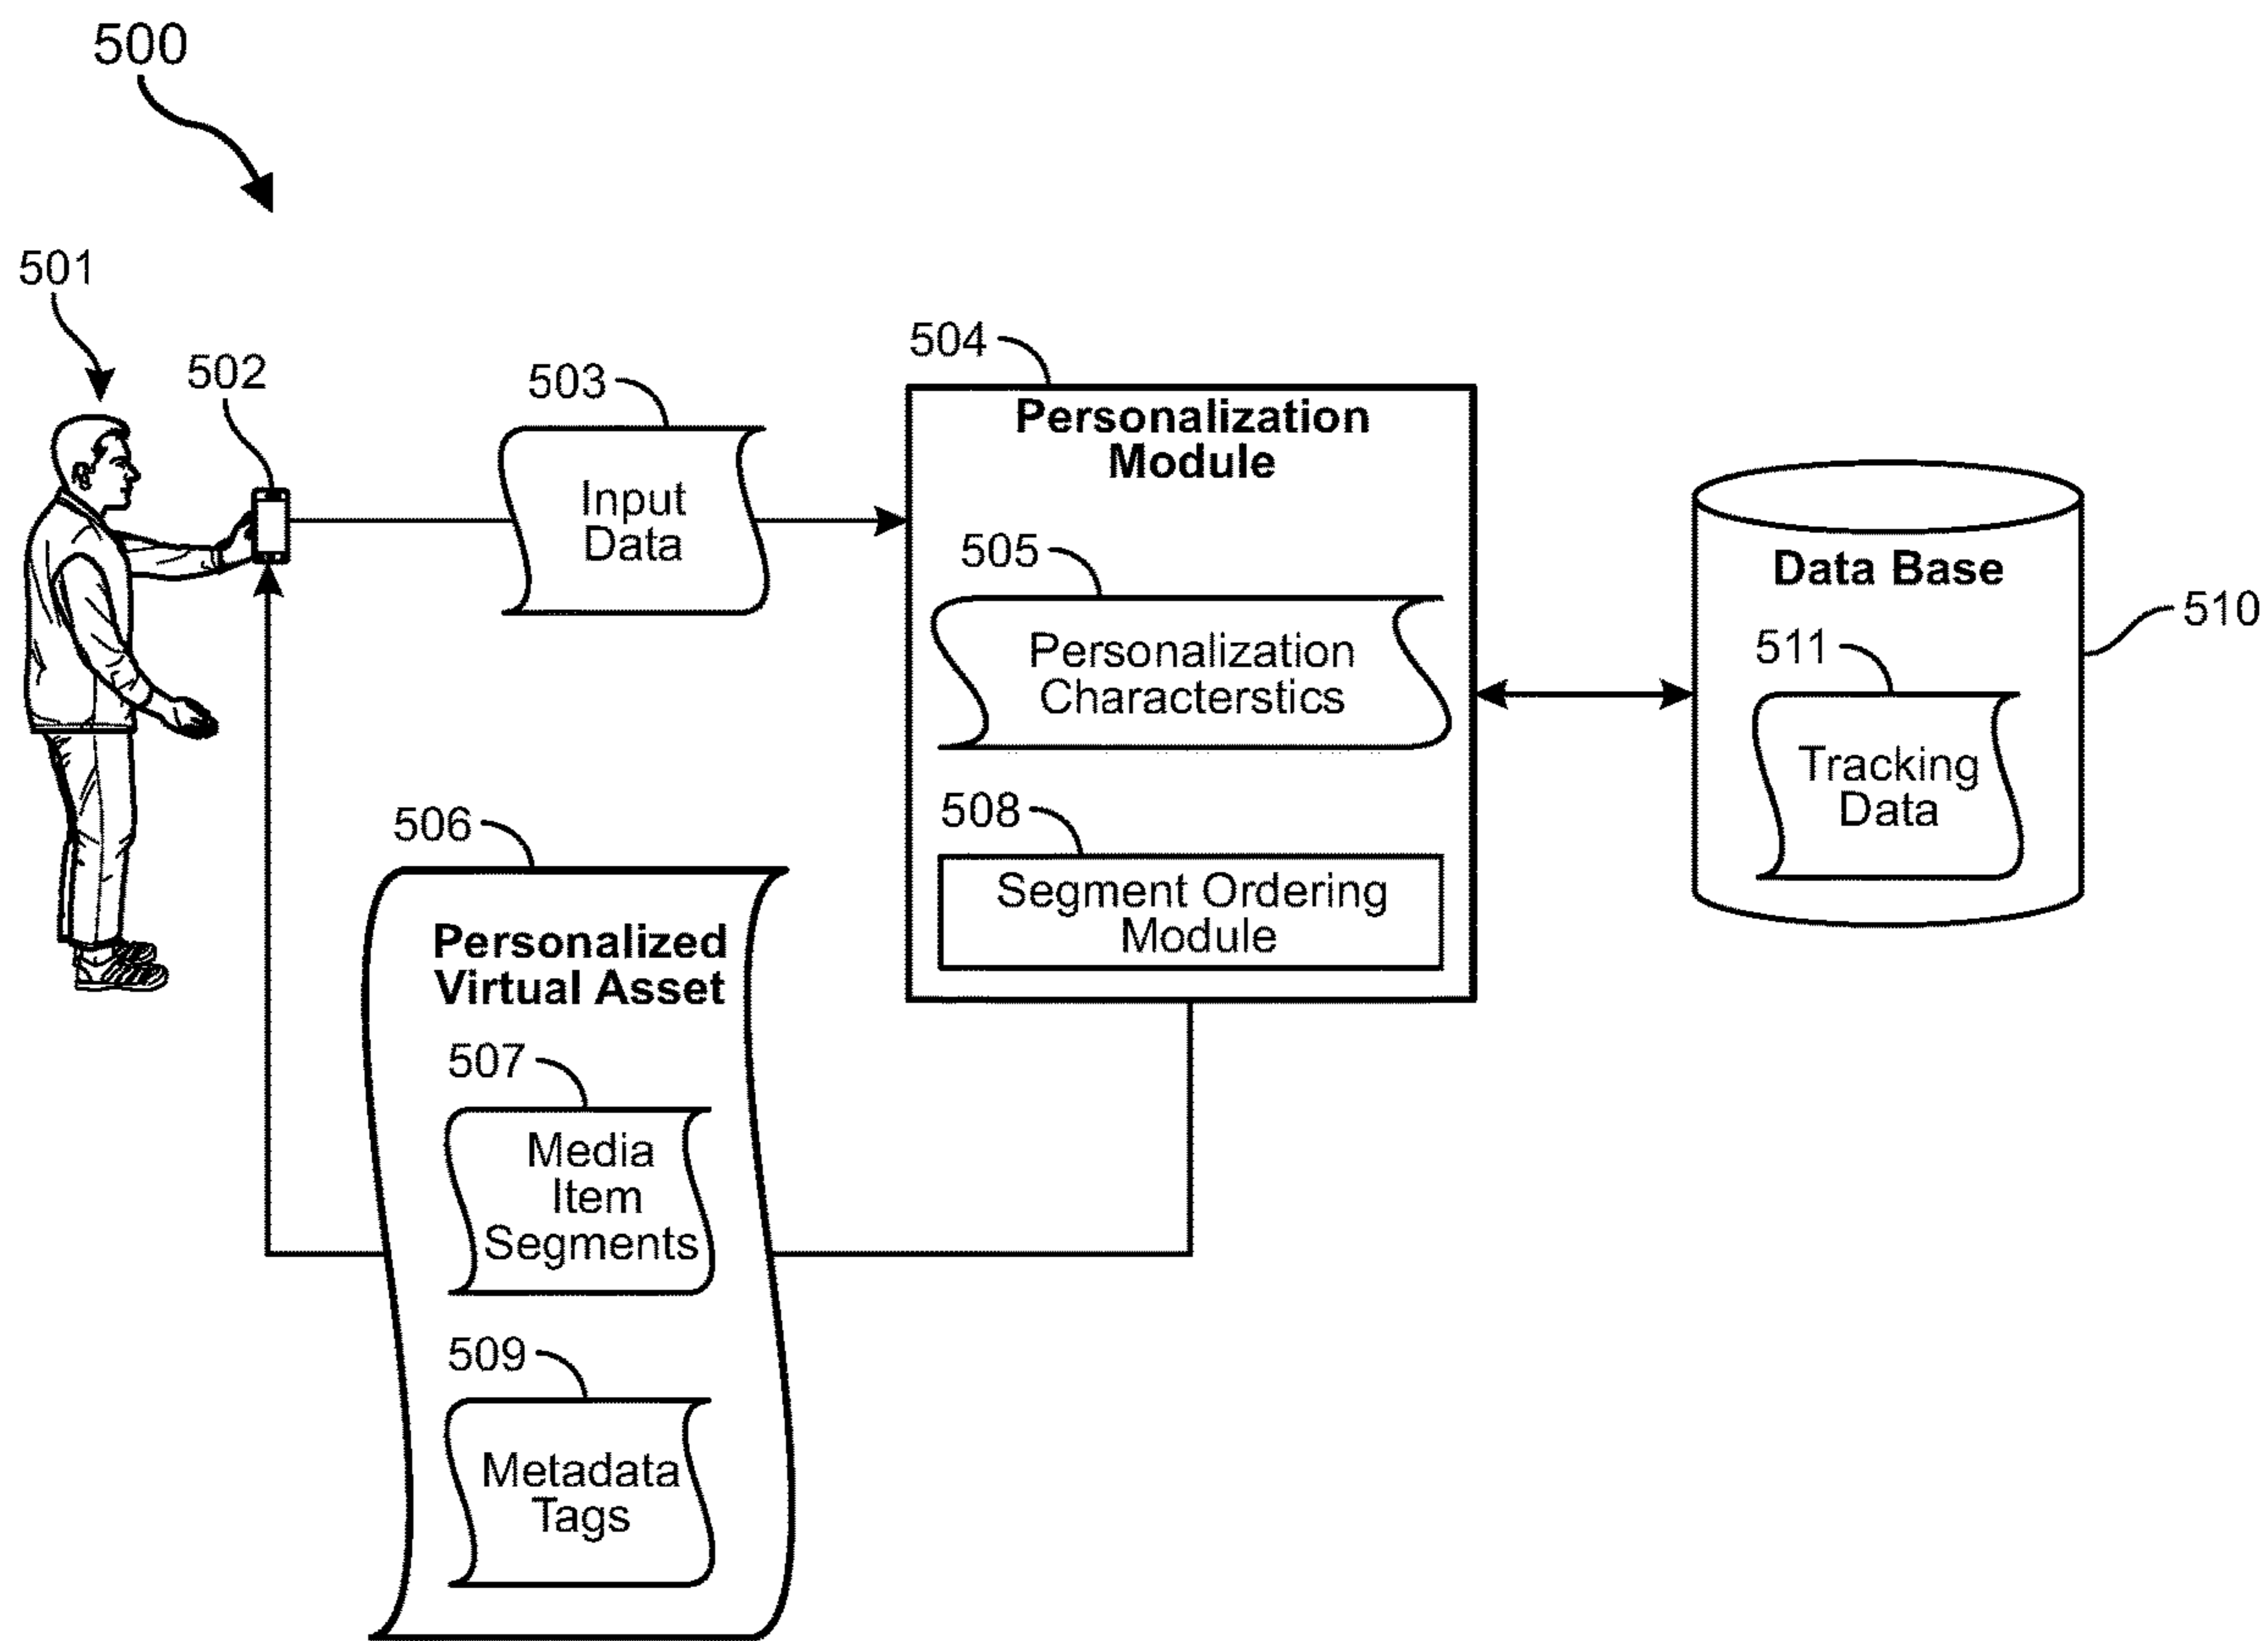 500
501
502
503
Input
Data
504
Personalization
Module
505
Personalization
Characterstics
508
Segment Ordering
Module
Data Base
510
511
Tracking
Data
506
Personalized
Virtual Asset
507
Media
Item
Segments
509
Metadata
Tags